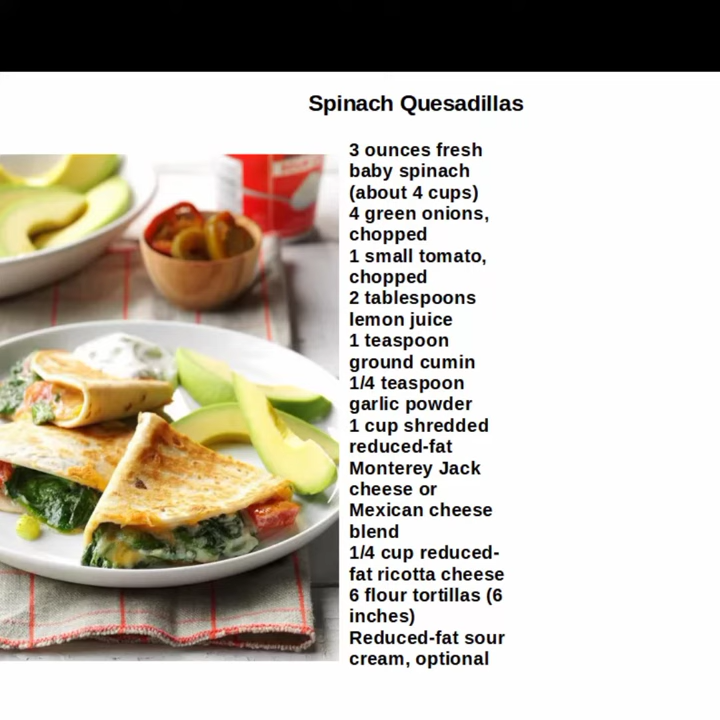 Spinach Quesadillas
3 ounces fresh
baby spinach
(about 4 cups)
4 green onions,
chopped
1 small tomato,
chopped
2 tablespoons
lemon juice
1 teaspoon
ground cumin
1/4 teaspoon
garlic powder
1 cup shredded
reduced-fat
Monterey Jack
cheese or
Mexican cheese
blend
1/4 cup reduced-
fat ricotta cheese
6 flour tortillas (6
inches)
Reduced-fat sour
cream, optional